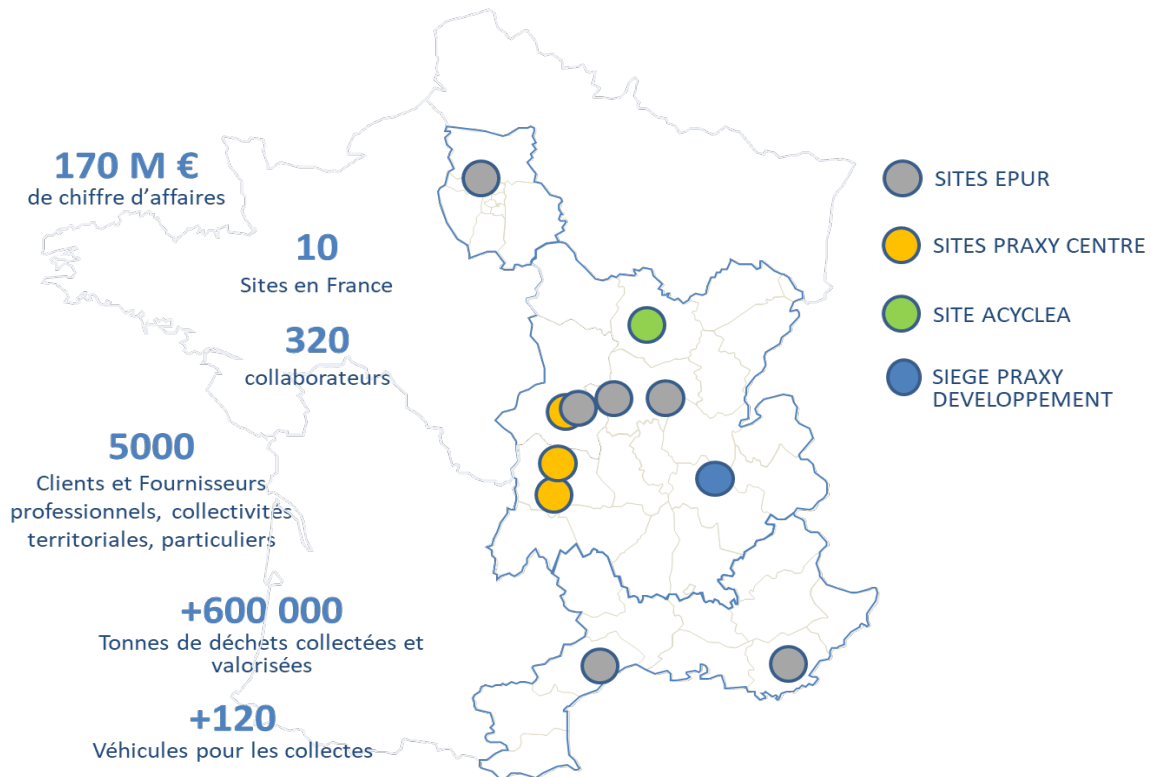 170 M €
de chiffre d’affaires
10
Sites en France
320
collaborateurs
5000
Clients et Fournisseurs
professionnels, collectivités
territoriales, particuliers
+600 000
Tonnes de déchets collectées et
valorisées
+120
Véhicules pour les collectes
SITES EPUR
SITES PRAXY CENTRE
SITE ACYCLEA
SIEGE PRAXY
DEVELOPPEMENT